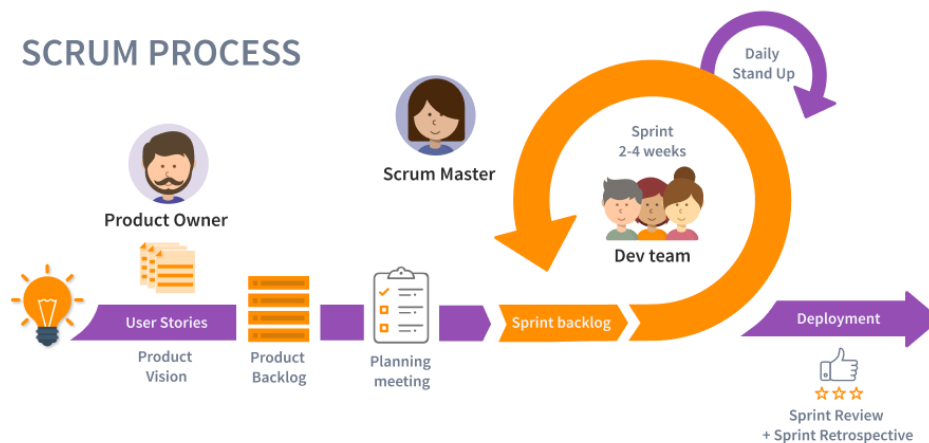 SCRUM PROCESS
Daily
Stand Up
Sprint
2-4 weeks
Scrum Master
Product Owner
Dev team
User Stories
Sprint backlog
Deployment
Product
Vision
Product
Backlog
Planning
meeting
Sprint Review
+ Sprint Retrospective